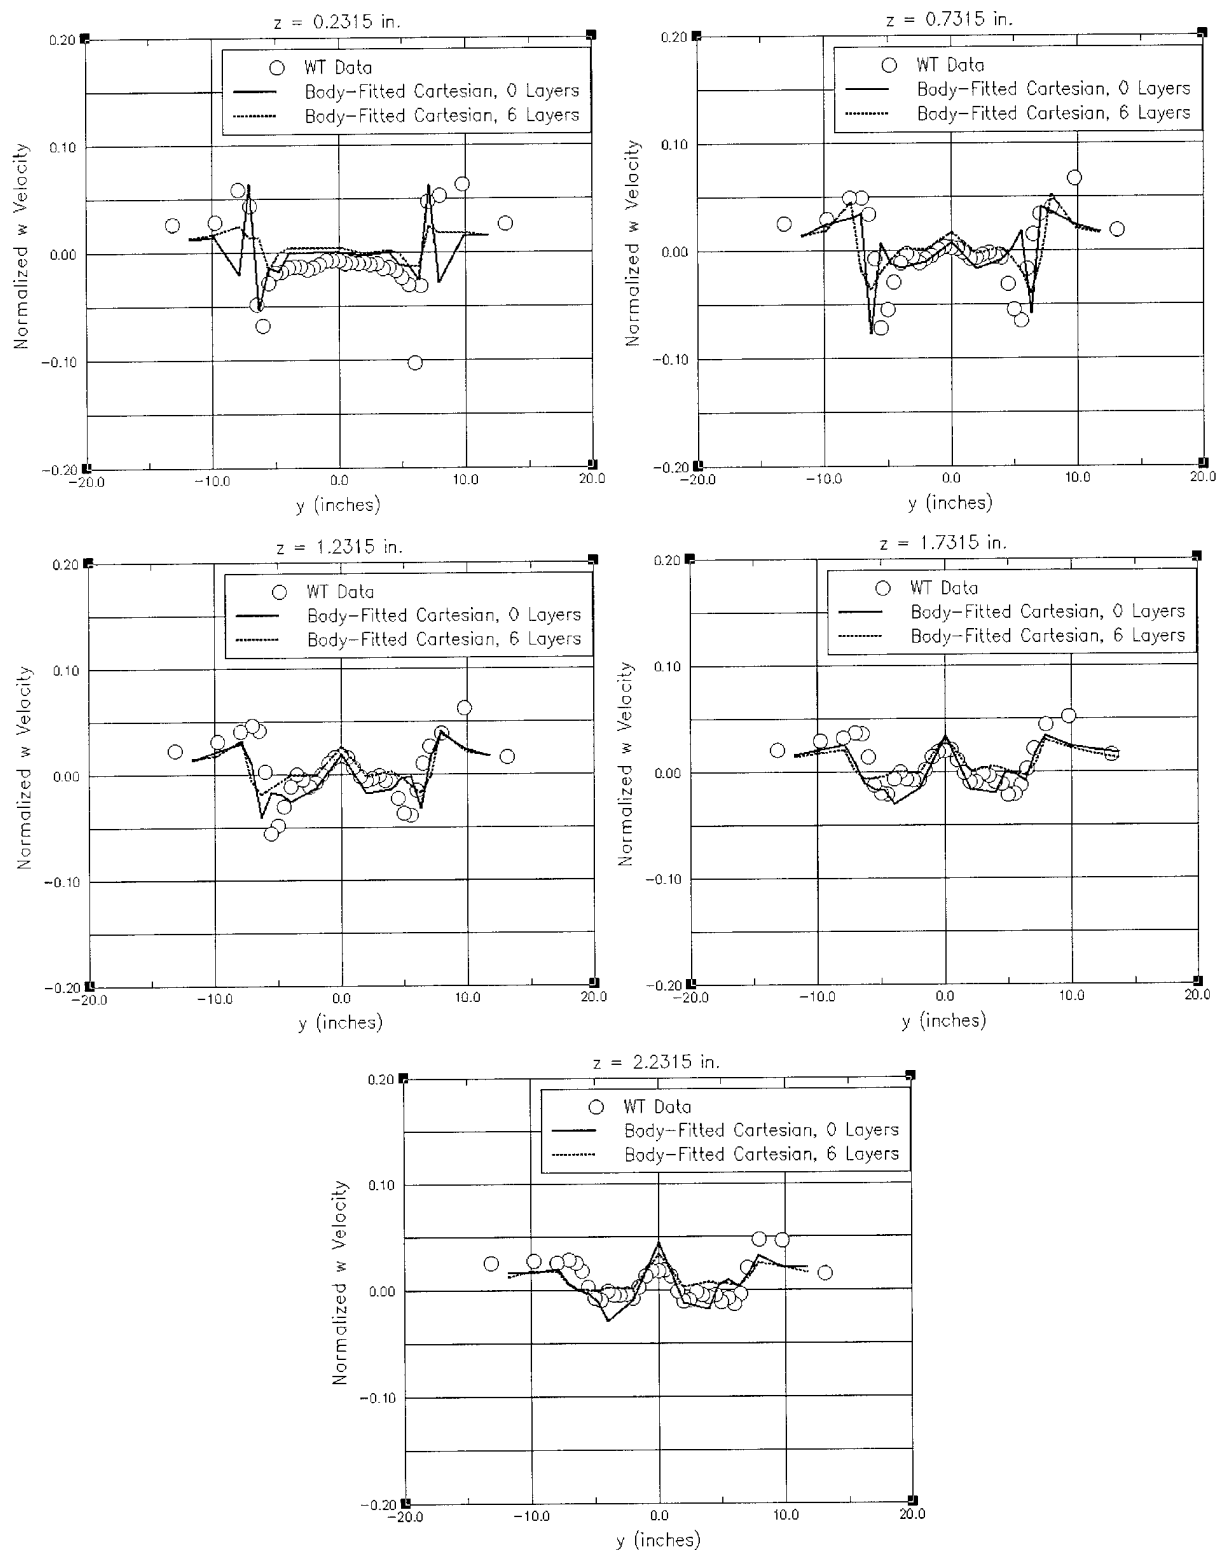 z = 0.2315 in.
0.20
WT Data
Body-Fitted Cartesian, 0 Layers
Body-Fitted Cartesian, 6 Layers
0.10
0.00
-0.10
-0.20
Normalized w Velocity
-20.0 -10.0 0.0 10.0 20.0
y (inches)
z = 0.7315 in.
0.20
WT Data
Body-Fitted Cartesian, 0 Layers
Body-Fitted Cartesian, 6 Layers
0.10
0.00
-0.10
-0.20
Normalized w Velocity
-20.0 -10.0 0.0 10.0 20.0
y (inches)
z = 1.2315 in.
0.20
WT Data
Body-Fitted Cartesian, 0 Layers
Body-Fitted Cartesian, 6 Layers
0.10
0.00
-0.10
-0.20
Normalized w Velocity
-20.0 -10.0 0.0 10.0 20.0
y (inches)
z = 1.7315 in.
0.20
WT Data
Body-Fitted Cartesian, 0 Layers
Body-Fitted Cartesian, 6 Layers
0.10
0.00
-0.10
-0.20
Normalized w Velocity
-20.0 -10.0 0.0 10.0 20.0
y (inches)
z = 2.2315 in.
0.20
WT Data
Body-Fitted Cartesian, 0 Layers
Body-Fitted Cartesian, 6 Layers
0.10
0.00
-0.10
-0.20
Normalized w Velocity
-20.0 -10.0 0.0 10.0 20.0
y (inches)